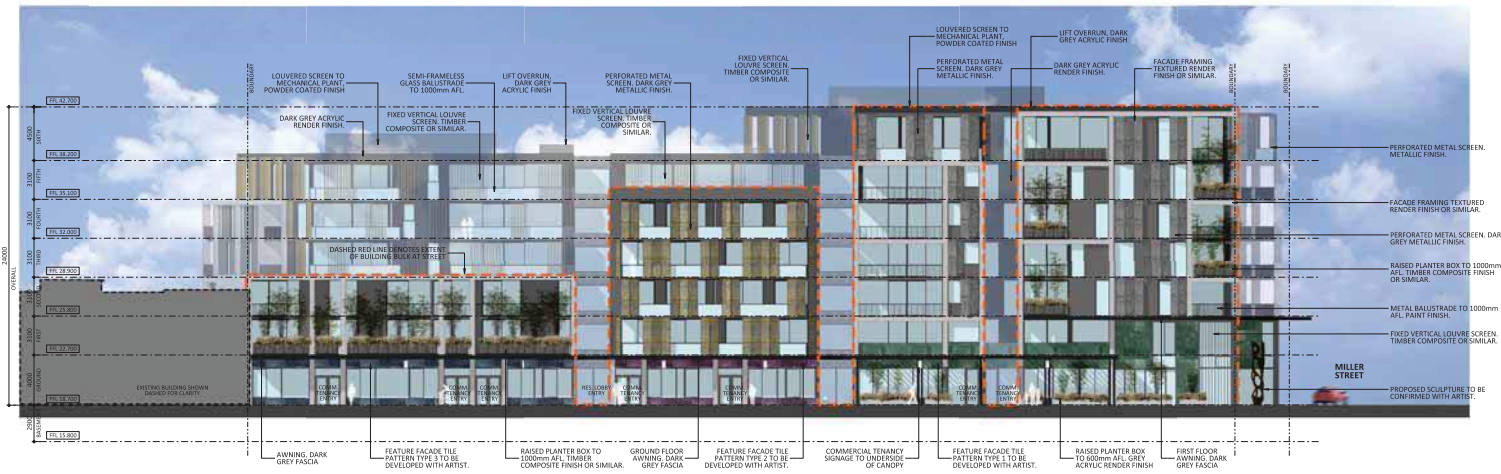 LOUVERED SCREEN TO
MECHANICAL PLANT,
POWDER COATED FINISH
LIFT OVERRUN, DARK
GREY ACRYLIC FINISH
FIXED VERTICAL
LOUVRE SCREEN.
TIMBER COMPOSITE
OR SIMILAR.
PERFORATED METAL
SCREEN. DARK GREY
METALLIC FINISH.
DARK GREY ACRYLIC
RENDER FINISH.
FACADE FRAMING
TEXTURED RENDER
FINISH OR SIMILAR.
BOUNDARY
BOUNDARY
BOUNDARY
LOUVERED SCREEN TO
MECHANICAL PLANT,
POWDER COATED FINISH
SEMI-FRAMELESS
GLASS BALUSTRADE
TO 1000mm AFL.
LIFT OVERRUN,
DARK GREY
ACRYLIC FINISH
PERFORATED METAL
SCREEN. DARK GREY
METALLIC FINISH.
DARK GREY ACRYLIC
RENDER FINISH.
FIXED VERTICAL LOUVRE
SCREEN. TIMBER
COMPOSITE OR SIMILAR.
FIXED VERTICAL LOUVRE
SCREEN. TIMBER
COMPOSITE OR
SIMILAR.
FFL 42.700
4500
SIXTH
FFL 38.200
3100
FIFTH
FFL 35.100
3100
FOURTH
FFL 32.000
3100
THIRD
FFL 28.900
3100
SECOND
FFL 25.800
3100
FIRST
FFL 22.700
4000
GROUND
FFL 18.700
2900
BASEMENT
FFL 15.800
24000
OVERALL
DASHED RED LINE DENOTES EXTENT
OF BUILDING BULK AT STREET
PERFORATED METAL SCREEN.
METALLIC FINISH.
FACADE FRAMING TEXTURED
RENDER FINISH OR SIMILAR.
PERFORATED METAL SCREEN. DAR
GREY METALLIC FINISH.
RAISED PLANTER BOX TO 1000mm
AFL. TIMBER COMPOSITE FINISH
OR SIMILAR.
METAL BALUSTRADE TO 1000mm
AFL. PAINT FINISH.
FIXED VERTICAL LOUVRE SCREEN.
TIMBER COMPOSITE OR SIMILAR.
MILLER
STREET
PROPOSED SCULPTURE TO BE
CONFIRMED WITH ARTIST.
EXISTING BUILDING SHOWN
DASHED FOR CLARITY
COMM.
TENANCY
ENTRY
COMM.
TENANCY
ENTRY
COMM.
TENANCY
ENTRY
RES. LOBBY
ENTRY
COMM.
TENANCY
ENTRY
COMM.
TENANCY
ENTRY
COMM.
TENANCY
ENTRY
COMM.
TENANCY
ENTRY
AWNING. DARK
GREY FASCIA
FEATURE FACADE TILE
PATTERN TYPE 3 TO BE
DEVELOPED WITH ARTIST.
RAISED PLANTER BOX TO
1000mm AFL. TIMBER
COMPOSITE FINISH OR SIMILAR.
GROUND FLOOR
AWNING. DARK
GREY FASCIA
FEATURE FACADE TILE
PATTERN TYPE 2 TO BE
DEVELOPED WITH ARTIST.
COMMERCIAL TENANCY
SIGNAGE TO UNDERSIDE
OF CANOPY
FEATURE FACADE TILE
PATTERN TYPE 1 TO BE
DEVELOPED WITH ARTIST.
RAISED PLANTER BOX
TO 600mm AFL. GREY
ACRYLIC RENDER FINISH
FIRST FLOOR
AWNING. DARK
GREY FASCIA